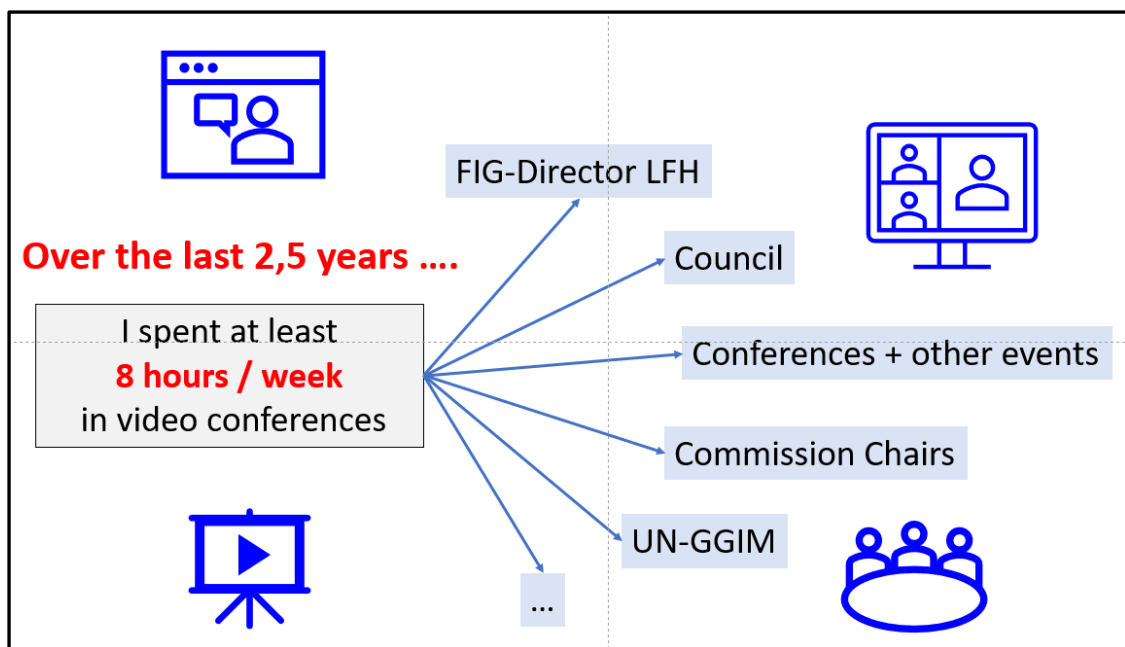 FIG-Director LFH
Over the last 2,5 years ....
Council
I spent at least
8 hours / week
in video conferences
Conferences + other events
Commission Chairs
UN-GGIM
...